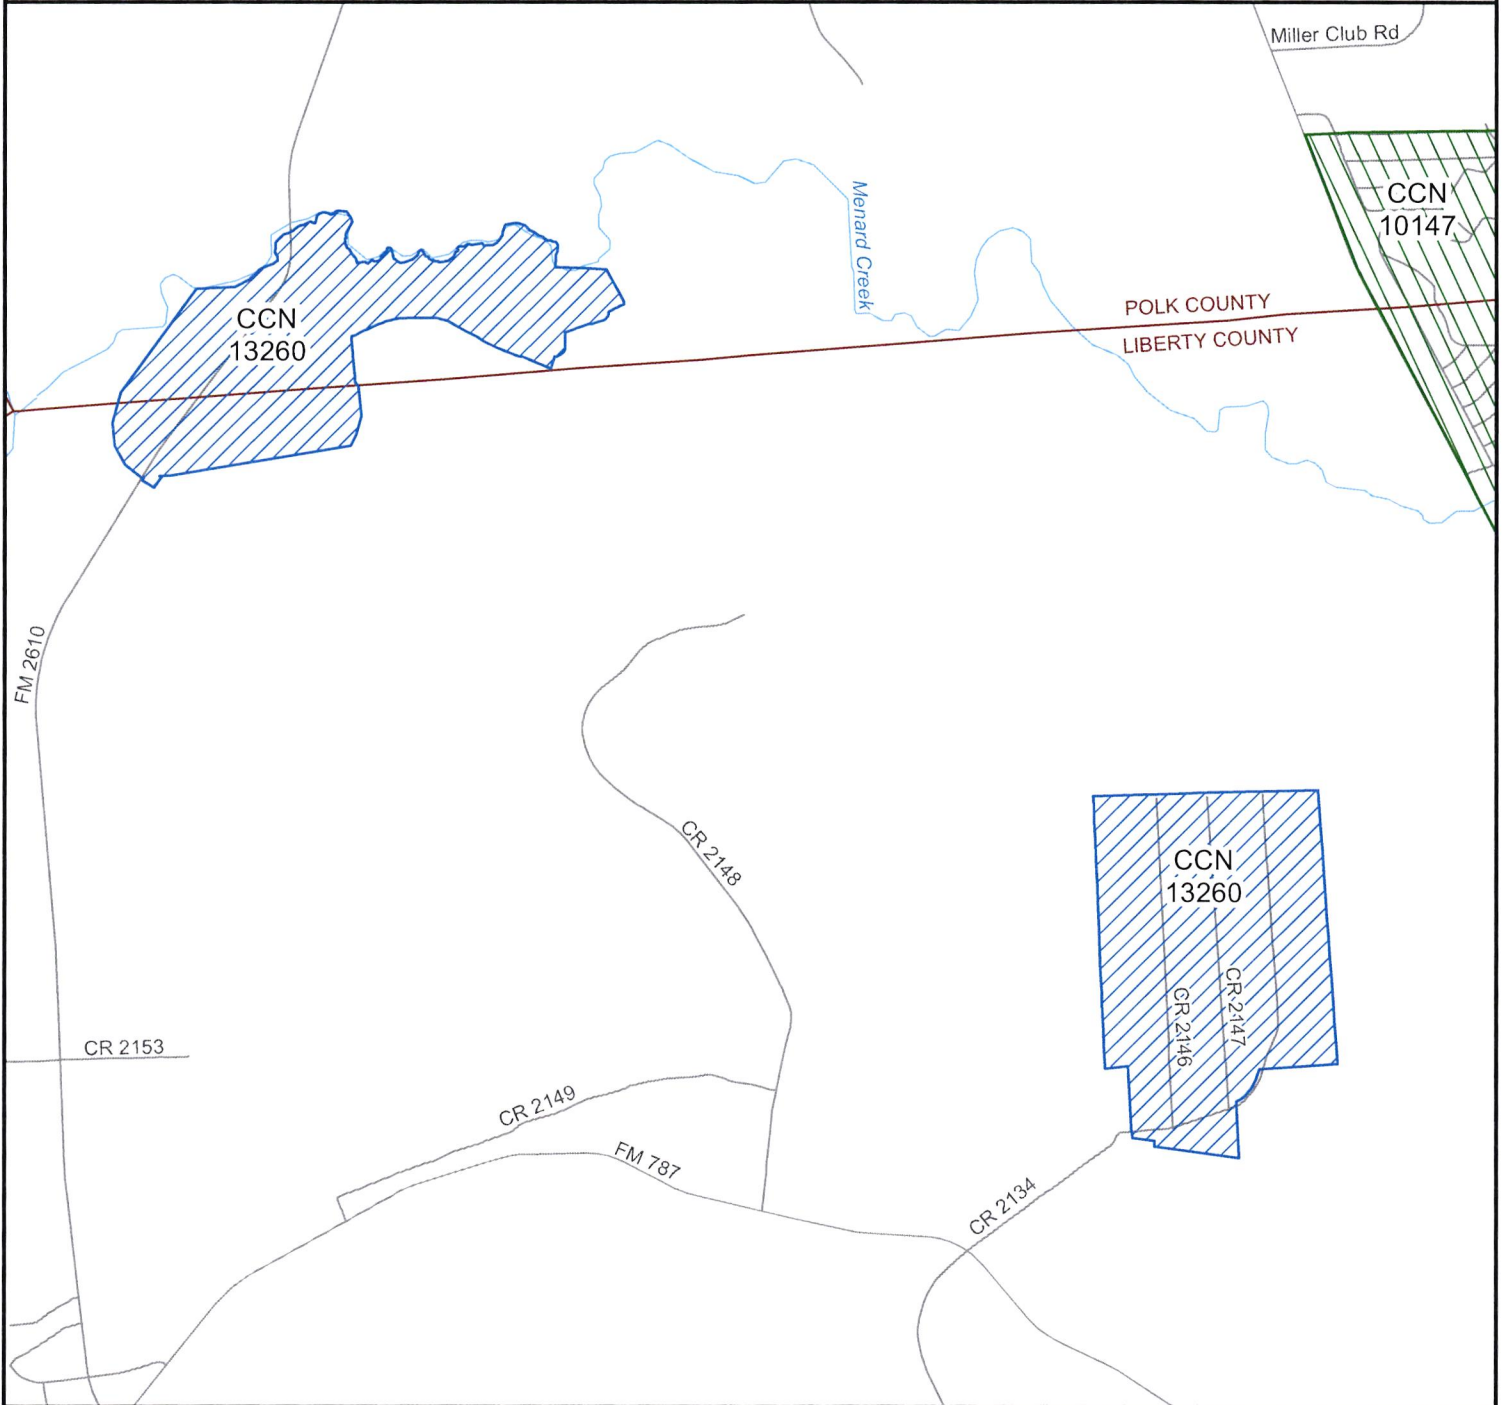 Miller Club Rd
CCN
10147
Menard Creek
POLK COUNTY
LIBERTY COUNTY
CCN
13260
FM 2610
CR 2148
CCN
13260
CR 2146
CR 2147
CR 2153
CR 2149
FM 787
CR 2134